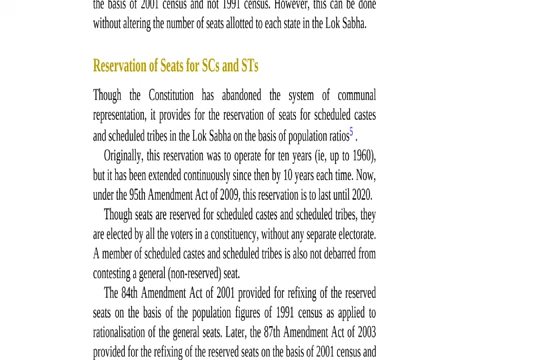 the basis of 2001 census and not 1991 census. However, this can be done
without altering the number of seats allotted to each state in the Lok Sabha.
Reservation of Seats for SCs and STs
Though the Constitution has abandoned the system of communal
representation, it provides for the reservation of seats for scheduled castes
and scheduled tribes in the Lok Sabha on the basis of population ratios5 .
Originally, this reservation was to operate for ten years (ie, up to 1960),
but it has been extended continuously since then by 10 years each time. Now,
under the 95th Amendment Act of 2009, this reservation is to last until 2020.
Though seats are reserved for scheduled castes and scheduled tribes, they
are elected by all the voters in a constituency, without any separate electorate.
A member of scheduled castes and scheduled tribes is also not debarred from
contesting a general (non-reserved) seat.
The 84th Amendment Act of 2001 provided for refixing of the reserved
seats on the basis of the population figures of 1991 census as applied to
rationalisation of the general seats. Later, the 87th Amendment Act of 2003
provided for the refixing of the reserved seats on the basis of 2001 census and